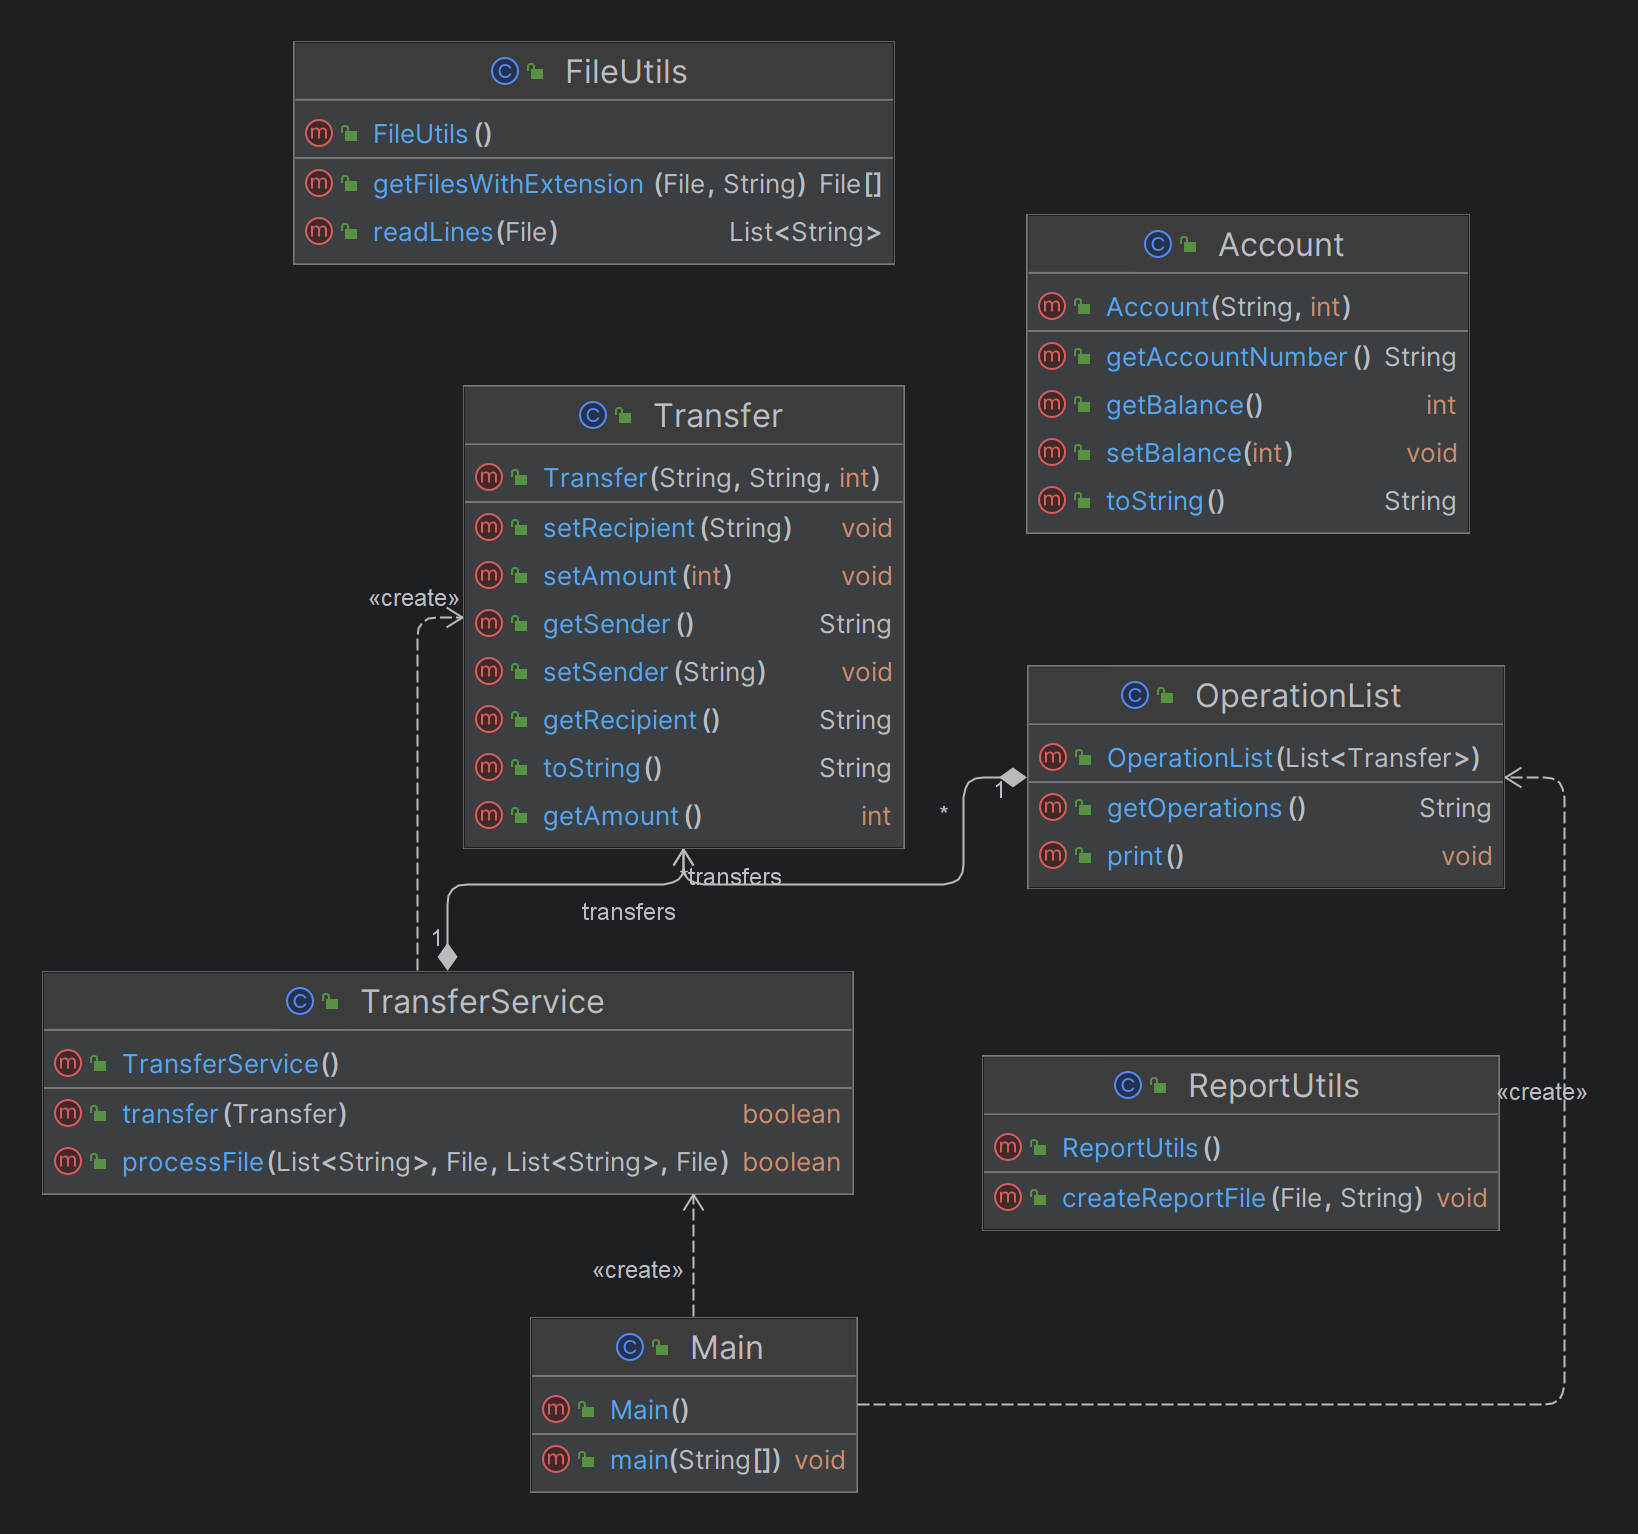 FileUtils
FileUtils()
getFilesWithExtension (File, String) File[]
readLines(File) List<String>
Account
Account(String, int)
getAccountNumber() String
getBalance() int
setBalance(int) void
toString() String
Transfer
Transfer(String, String, int)
setRecipient(String) void
setAmount(int) void
getSender() String
setSender(String) void
getRecipient() String
toString() String
getAmount() int
«create»
OperationList
OperationList(List<Transfer>)
getOperations() String
print() void
1
*
*
transfers
transfers
1
TransferService
TransferService()
transfer(Transfer) boolean
processFile(List<String>, File, List<String>, File) boolean
ReportUtils
ReportUtils()
createReportFile(File, String) void
«create»
«create»
Main
Main()
main(String[]) void